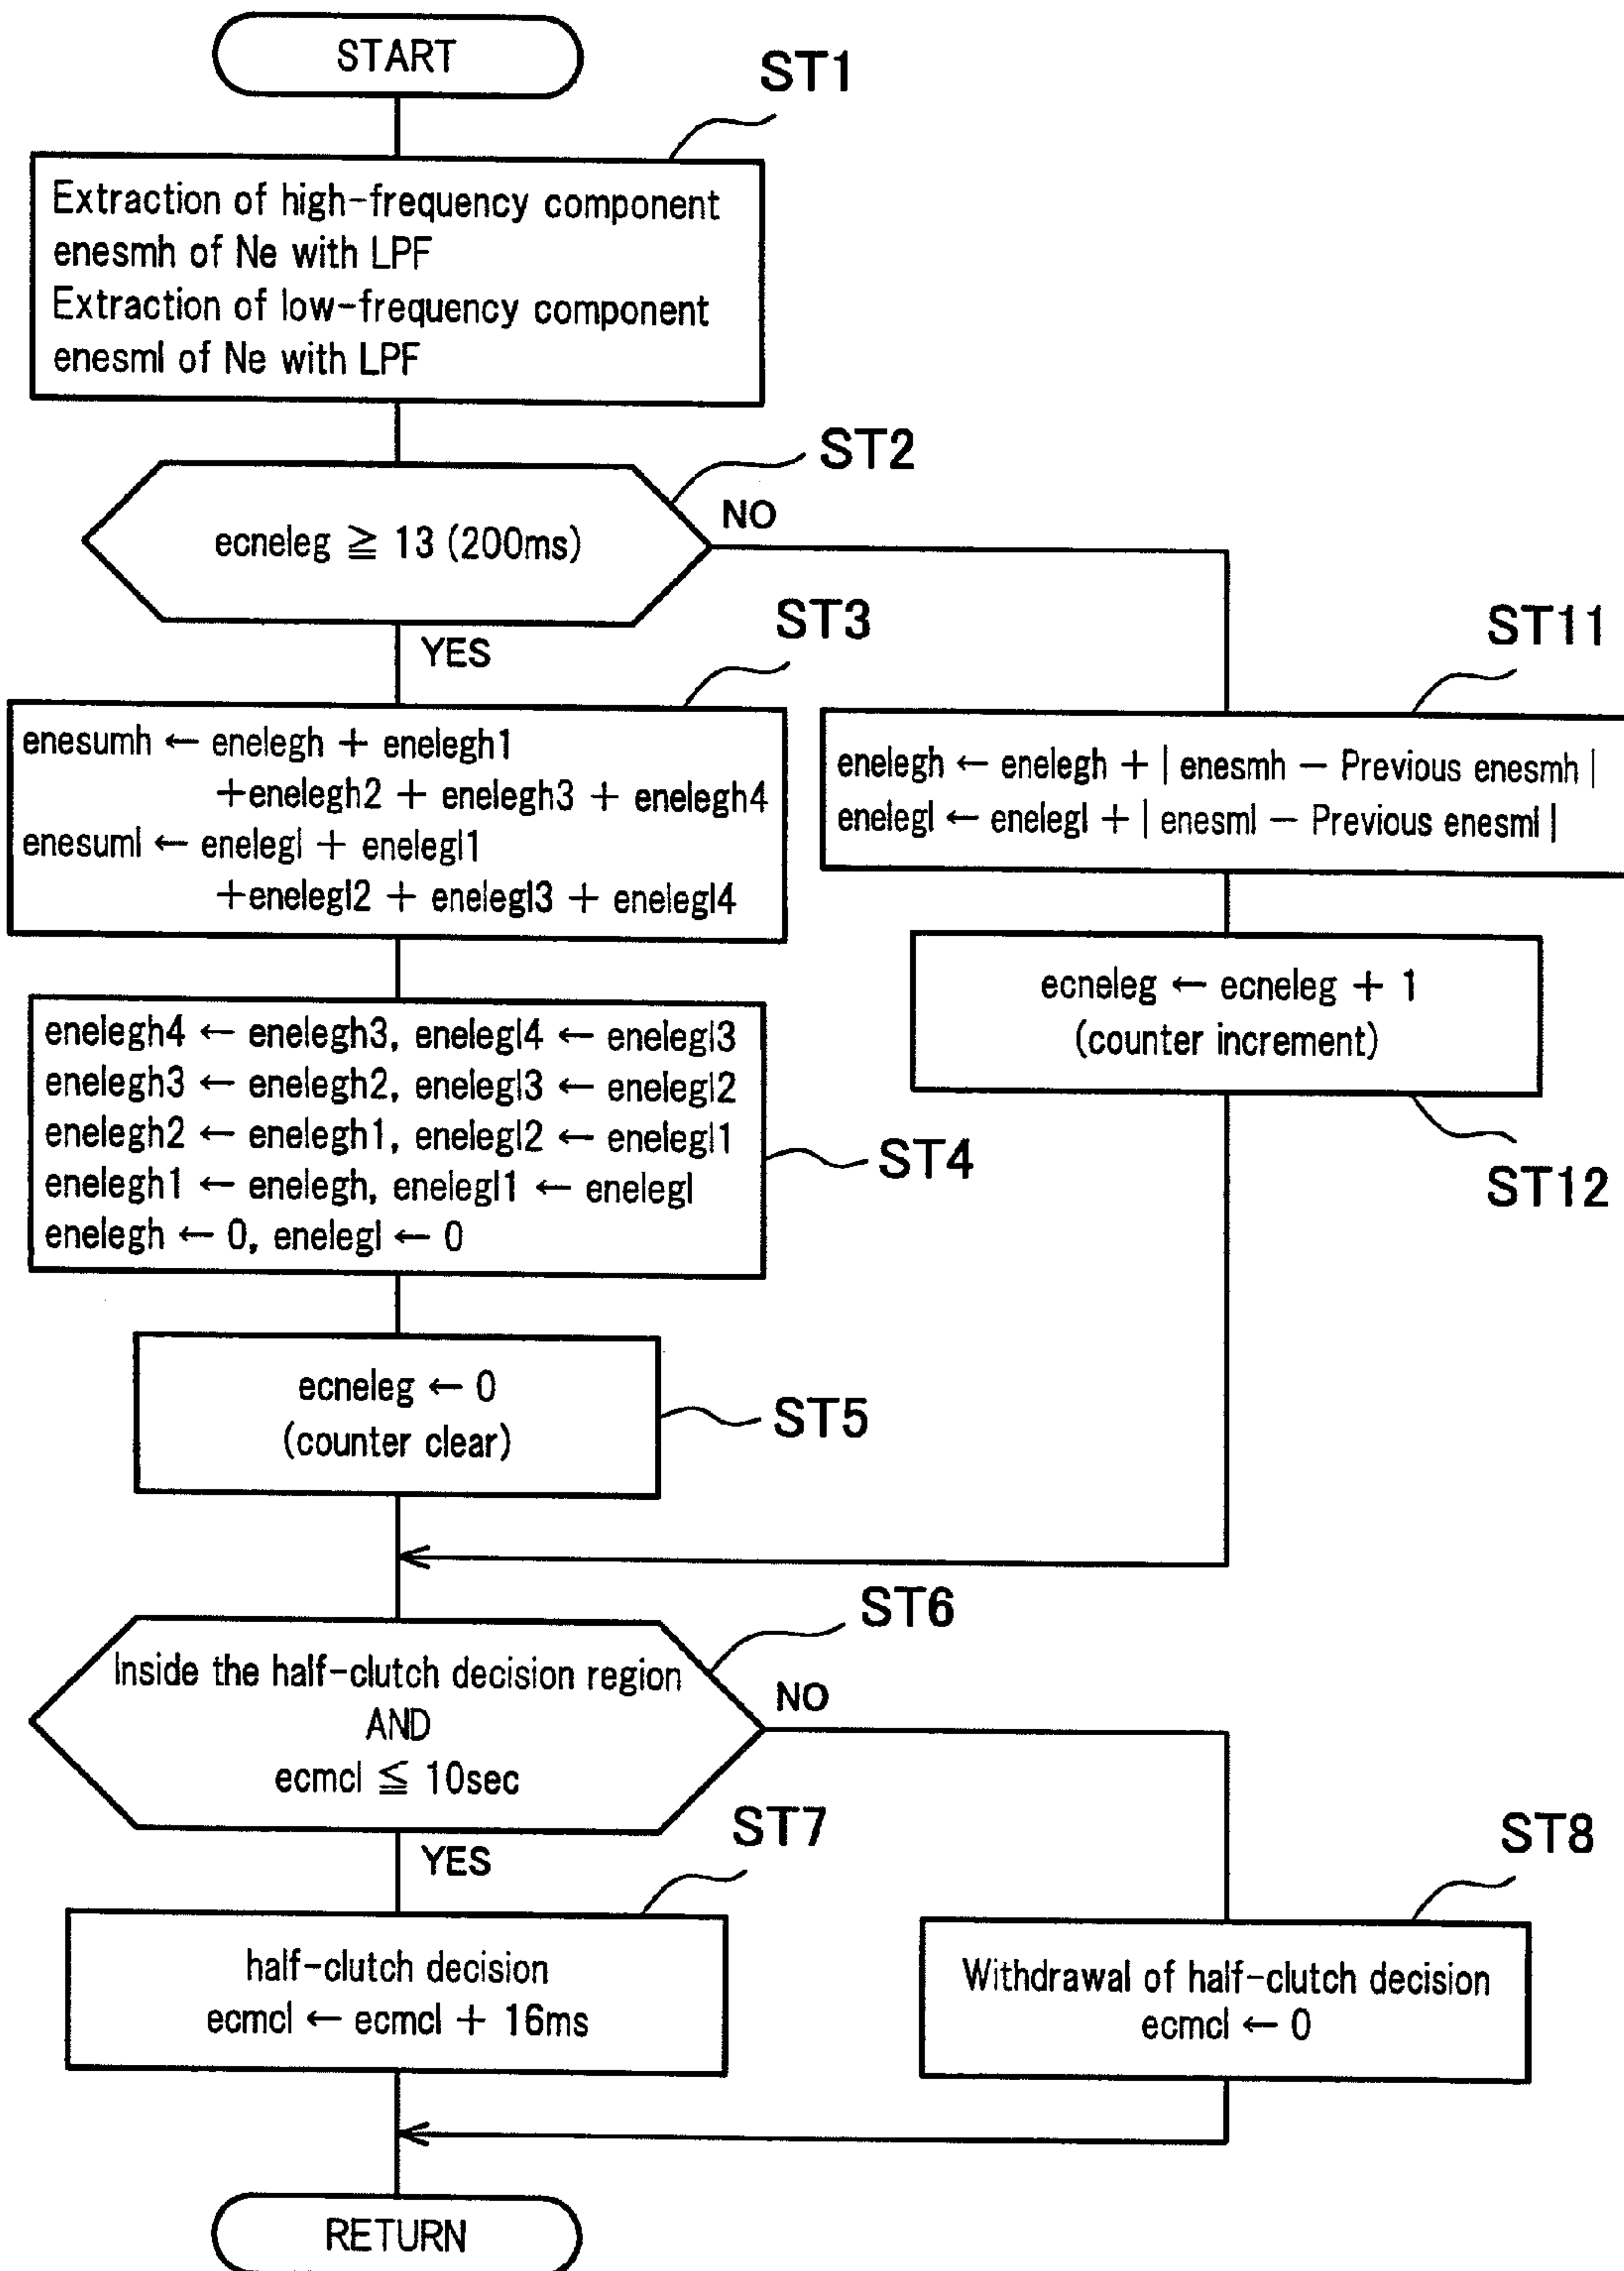 START
ST1
Extraction of high-frequency component
enesmh of Ne with LPF
Extraction of low-frequency component
enesml of Ne with LPF
ST2
ecneleg ≧ 13 (200ms)
NO
YES
ST3
enesumh ← enelegh + enelegh1
+enelegh2 + enelegh3 + enelegh4
enesuml ← enelegl + enelegl1
+enelegl2 + enelegl3 + enelegl4
ST11
enelegh ← enelegh + | enesmh − Previous enesmh |
enelegl ← enelegl + | enesml − Previous enesml |
ecneleg ← ecneleg + 1
(counter increment)
ST12
enelegh4 ← enelegh3, enelegl4 ← enelegl3
enelegh3 ← enelegh2, enelegl3 ← enelegl2
enelegh2 ← enelegh1, enelegl2 ← enelegl1
enelegh1 ← enelegh, enelegl1 ← enelegl
enelegh ← 0, enelegl ← 0
ST4
ecneleg ← 0
(counter clear)
ST5
ST6
Inside the half-clutch decision region
AND
ecmcl ≦ 10sec
NO
YES
ST7
half-clutch decision
ecmcl ← ecmcl + 16ms
ST8
Withdrawal of half-clutch decision
ecmcl ← 0
RETURN